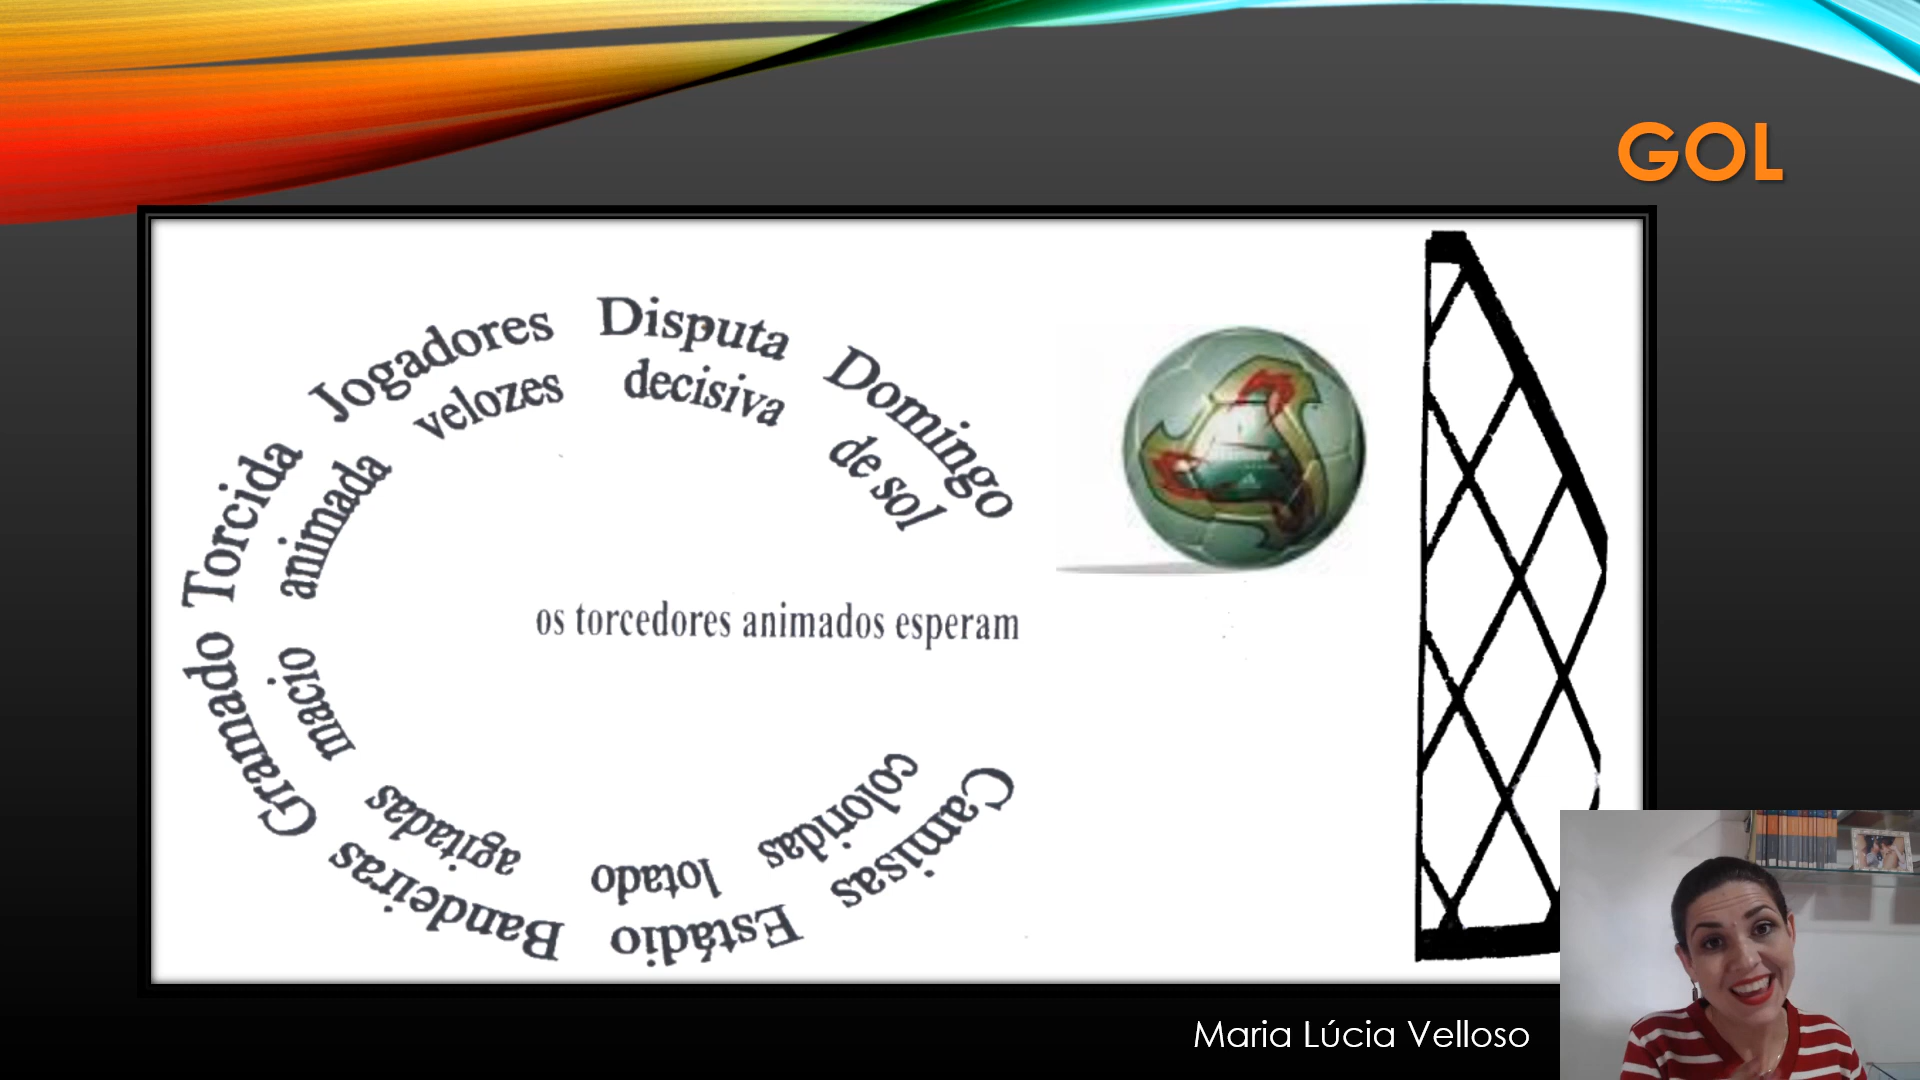 GOL
Camisas Estádio Bandeiras Gramado Torcida Jogadores Disputa Domingo
coloridas lotado agitadas macio animada velozes decisiva de sol
os torcedores animados esperam
Maria Lúcia Velloso